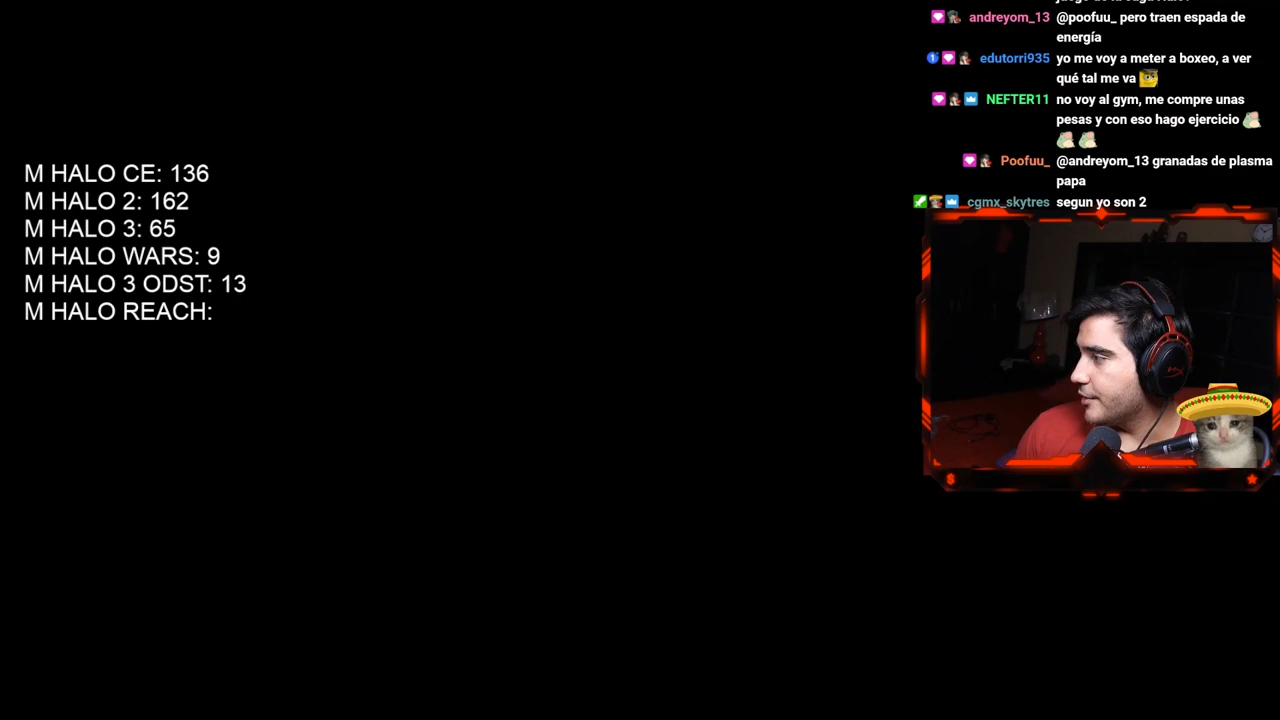 M HALO CE: 136
M HALO 2: 162
M HALO 3: 65
M HALO WARS: 9
M HALO 3 ODST: 13
M HALO REACH:
andreyom_13 @poofuu_ pero traen espada de
energía
edutorri935 yo me voy a meter a boxeo, a ver
qué tal me va
NEFTER11 no voy al gym, me compre unas
pesas y con eso hago ejercicio
Poofuu_ @andreyom_13 granadas de plasma
papa
cgmx_skytres segun yo son 2